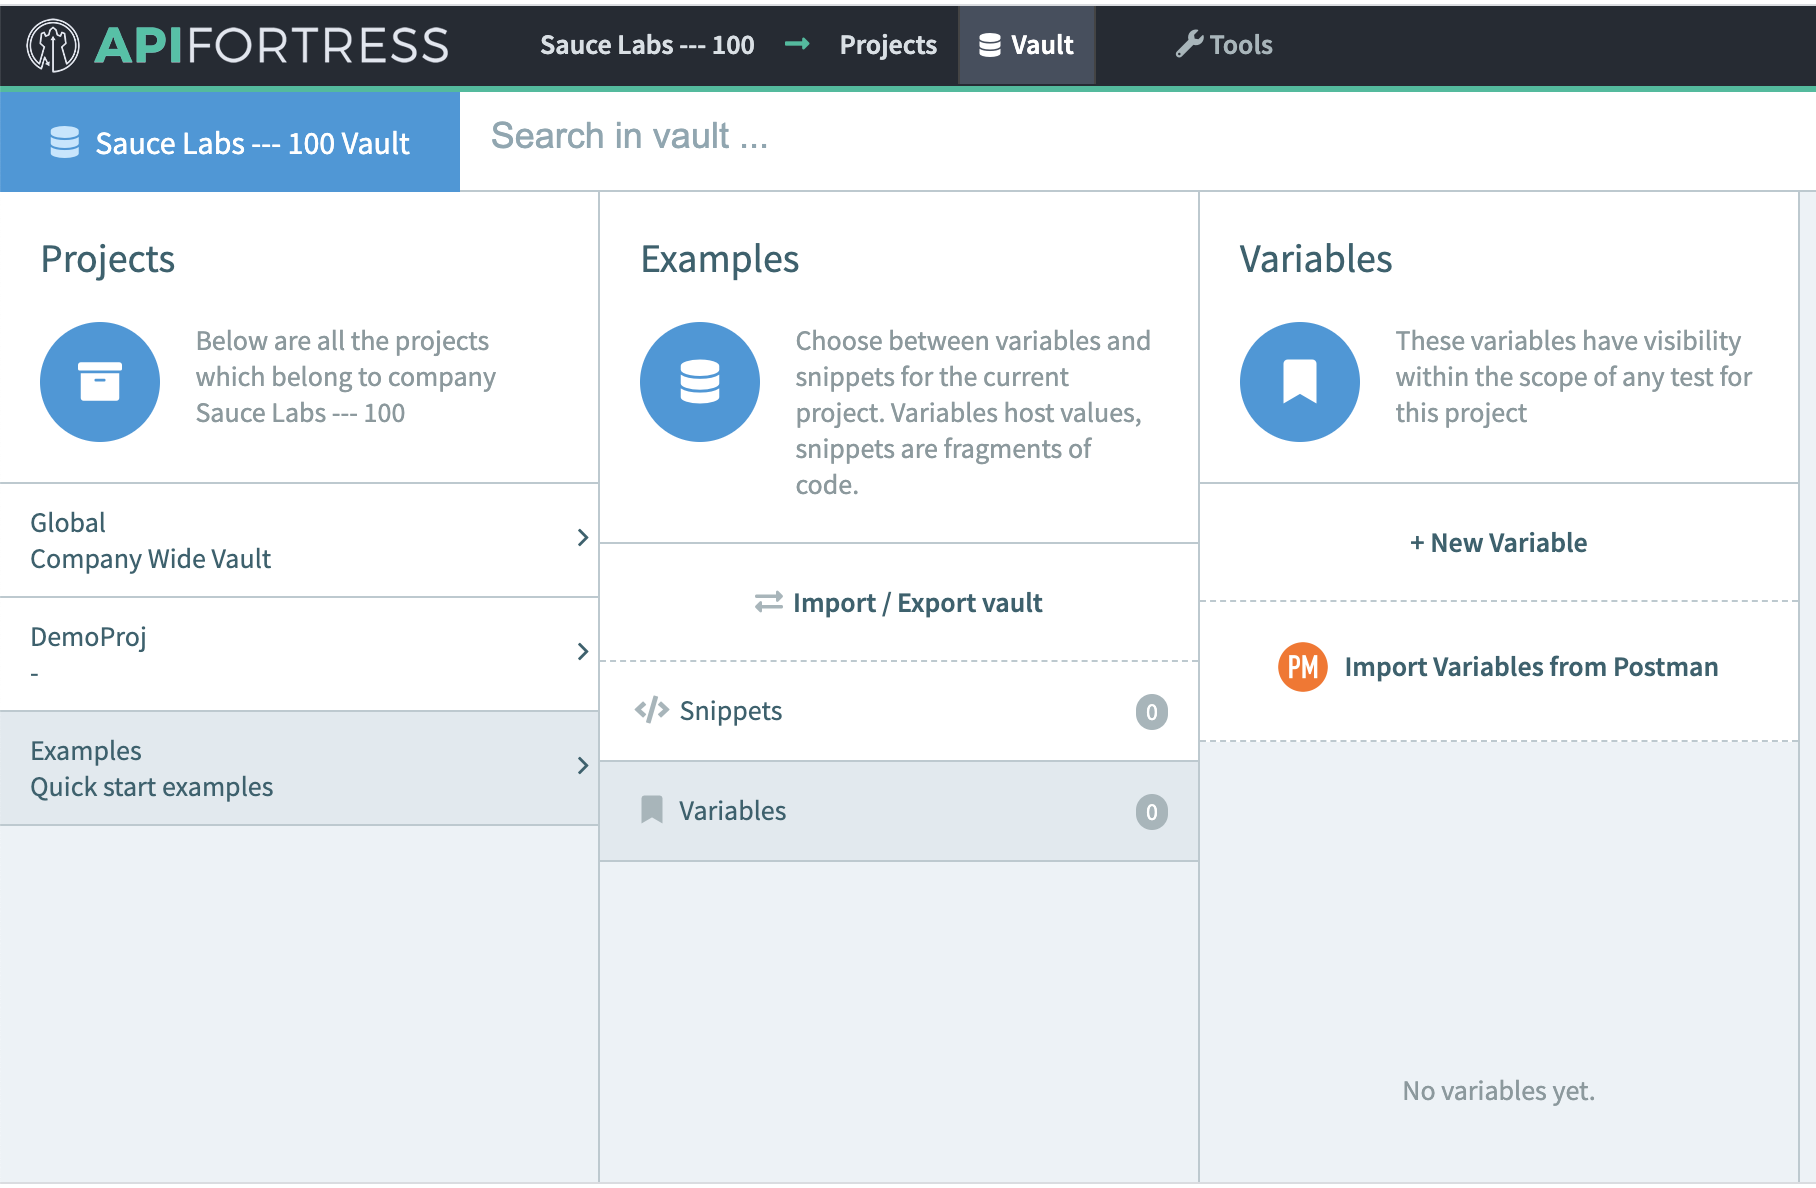 APIFORTRESS
Sauce Labs --- 100 → Projects Vault Tools
Sauce Labs --- 100 Vault
Search in vault ...
Projects
Below are all the projects
which belong to company
Sauce Labs --- 100
Global
Company Wide Vault
DemoProj
-
Examples
Quick start examples
Examples
Choose between variables and
snippets for the current
project. Variables host values,
snippets are fragments of
code.
Import / Export vault
</> Snippets 0
Variables 0
Variables
These variables have visibility
within the scope of any test for
this project
+ New Variable
PM Import Variables from Postman
No variables yet.